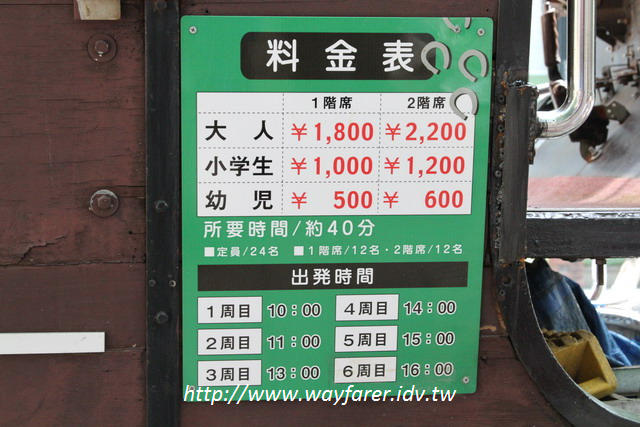 料金表
1階席 2階席
大人 ¥1,800 ¥2,200
小学生 ¥1,000 ¥1,200
幼児 ¥500 ¥600
所要時間/約40分
■定員/24名 ■1階席/12名・2階席/12名
出発時間
1周目 10:00 4周目 14:00
2周目 11:00 5周目 15:00
3周目 13:00 6周目 16:00
http://www.wayfarer.idv.tw